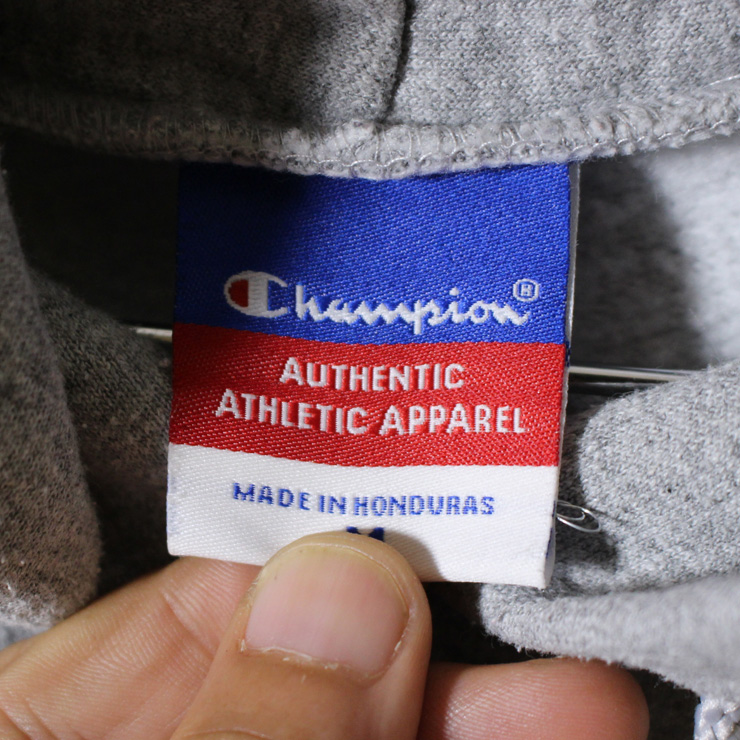 Champion®
AUTHENTIC
ATHLETIC APPAREL
MADE IN HONDURAS